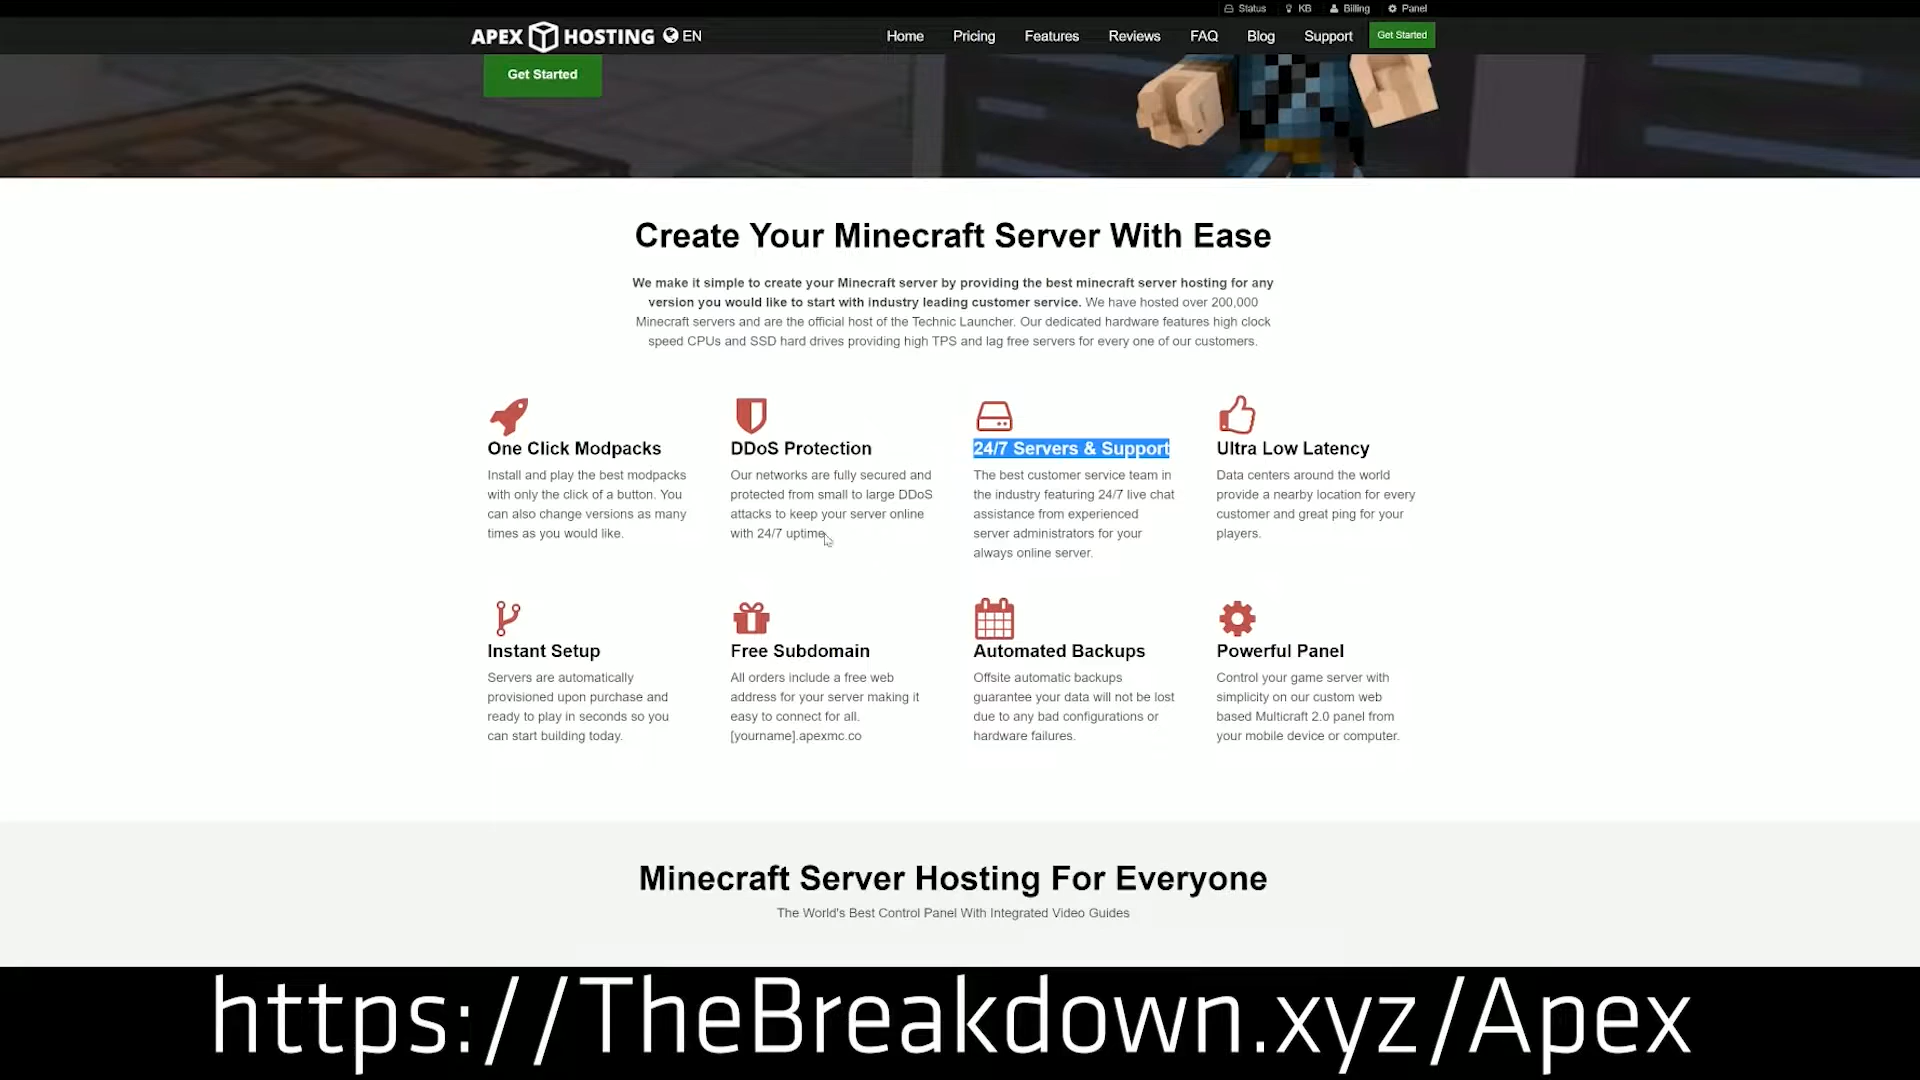 Status KB Billing Panel
APEX HOSTING EN Home Pricing Features Reviews FAQ Blog Support Get Started
Get Started
Create Your Minecraft Server With Ease
We make it simple to create your Minecraft server by providing the best minecraft server hosting for any
version you would like to start with industry leading customer service. We have hosted over 200,000
Minecraft servers and are the official host of the Technic Launcher. Our dedicated hardware features high clock
speed CPUs and SSD hard drives providing high TPS and lag free servers for every one of our customers.
One Click Modpacks
Install and play the best modpacks
with only the click of a button. You
can also change versions as many
times as you would like.
DDoS Protection
Our networks are fully secured and
protected from small to large DDoS
attacks to keep your server online
with 24/7 uptime.
24/7 Servers & Support
The best customer service team in
the industry featuring 24/7 live chat
assistance from experienced
server administrators for your
always online server.
Ultra Low Latency
Data centers around the world
provide a nearby location for every
customer and great ping for your
players.
Instant Setup
Servers are automatically
provisioned upon purchase and
ready to play in seconds so you
can start building today.
Free Subdomain
All orders include a free web
address for your server making it
easy to connect for all.
[yourname].apexmc.co
Automated Backups
Offsite automatic backups
guarantee your data will not be lost
due to any bad configurations or
hardware failures.
Powerful Panel
Control your game server with
simplicity on our custom web
based Multicraft 2.0 panel from
your mobile device or computer.
Minecraft Server Hosting For Everyone
The World's Best Control Panel With Integrated Video Guides
https://TheBreakdown.xyz/Apex